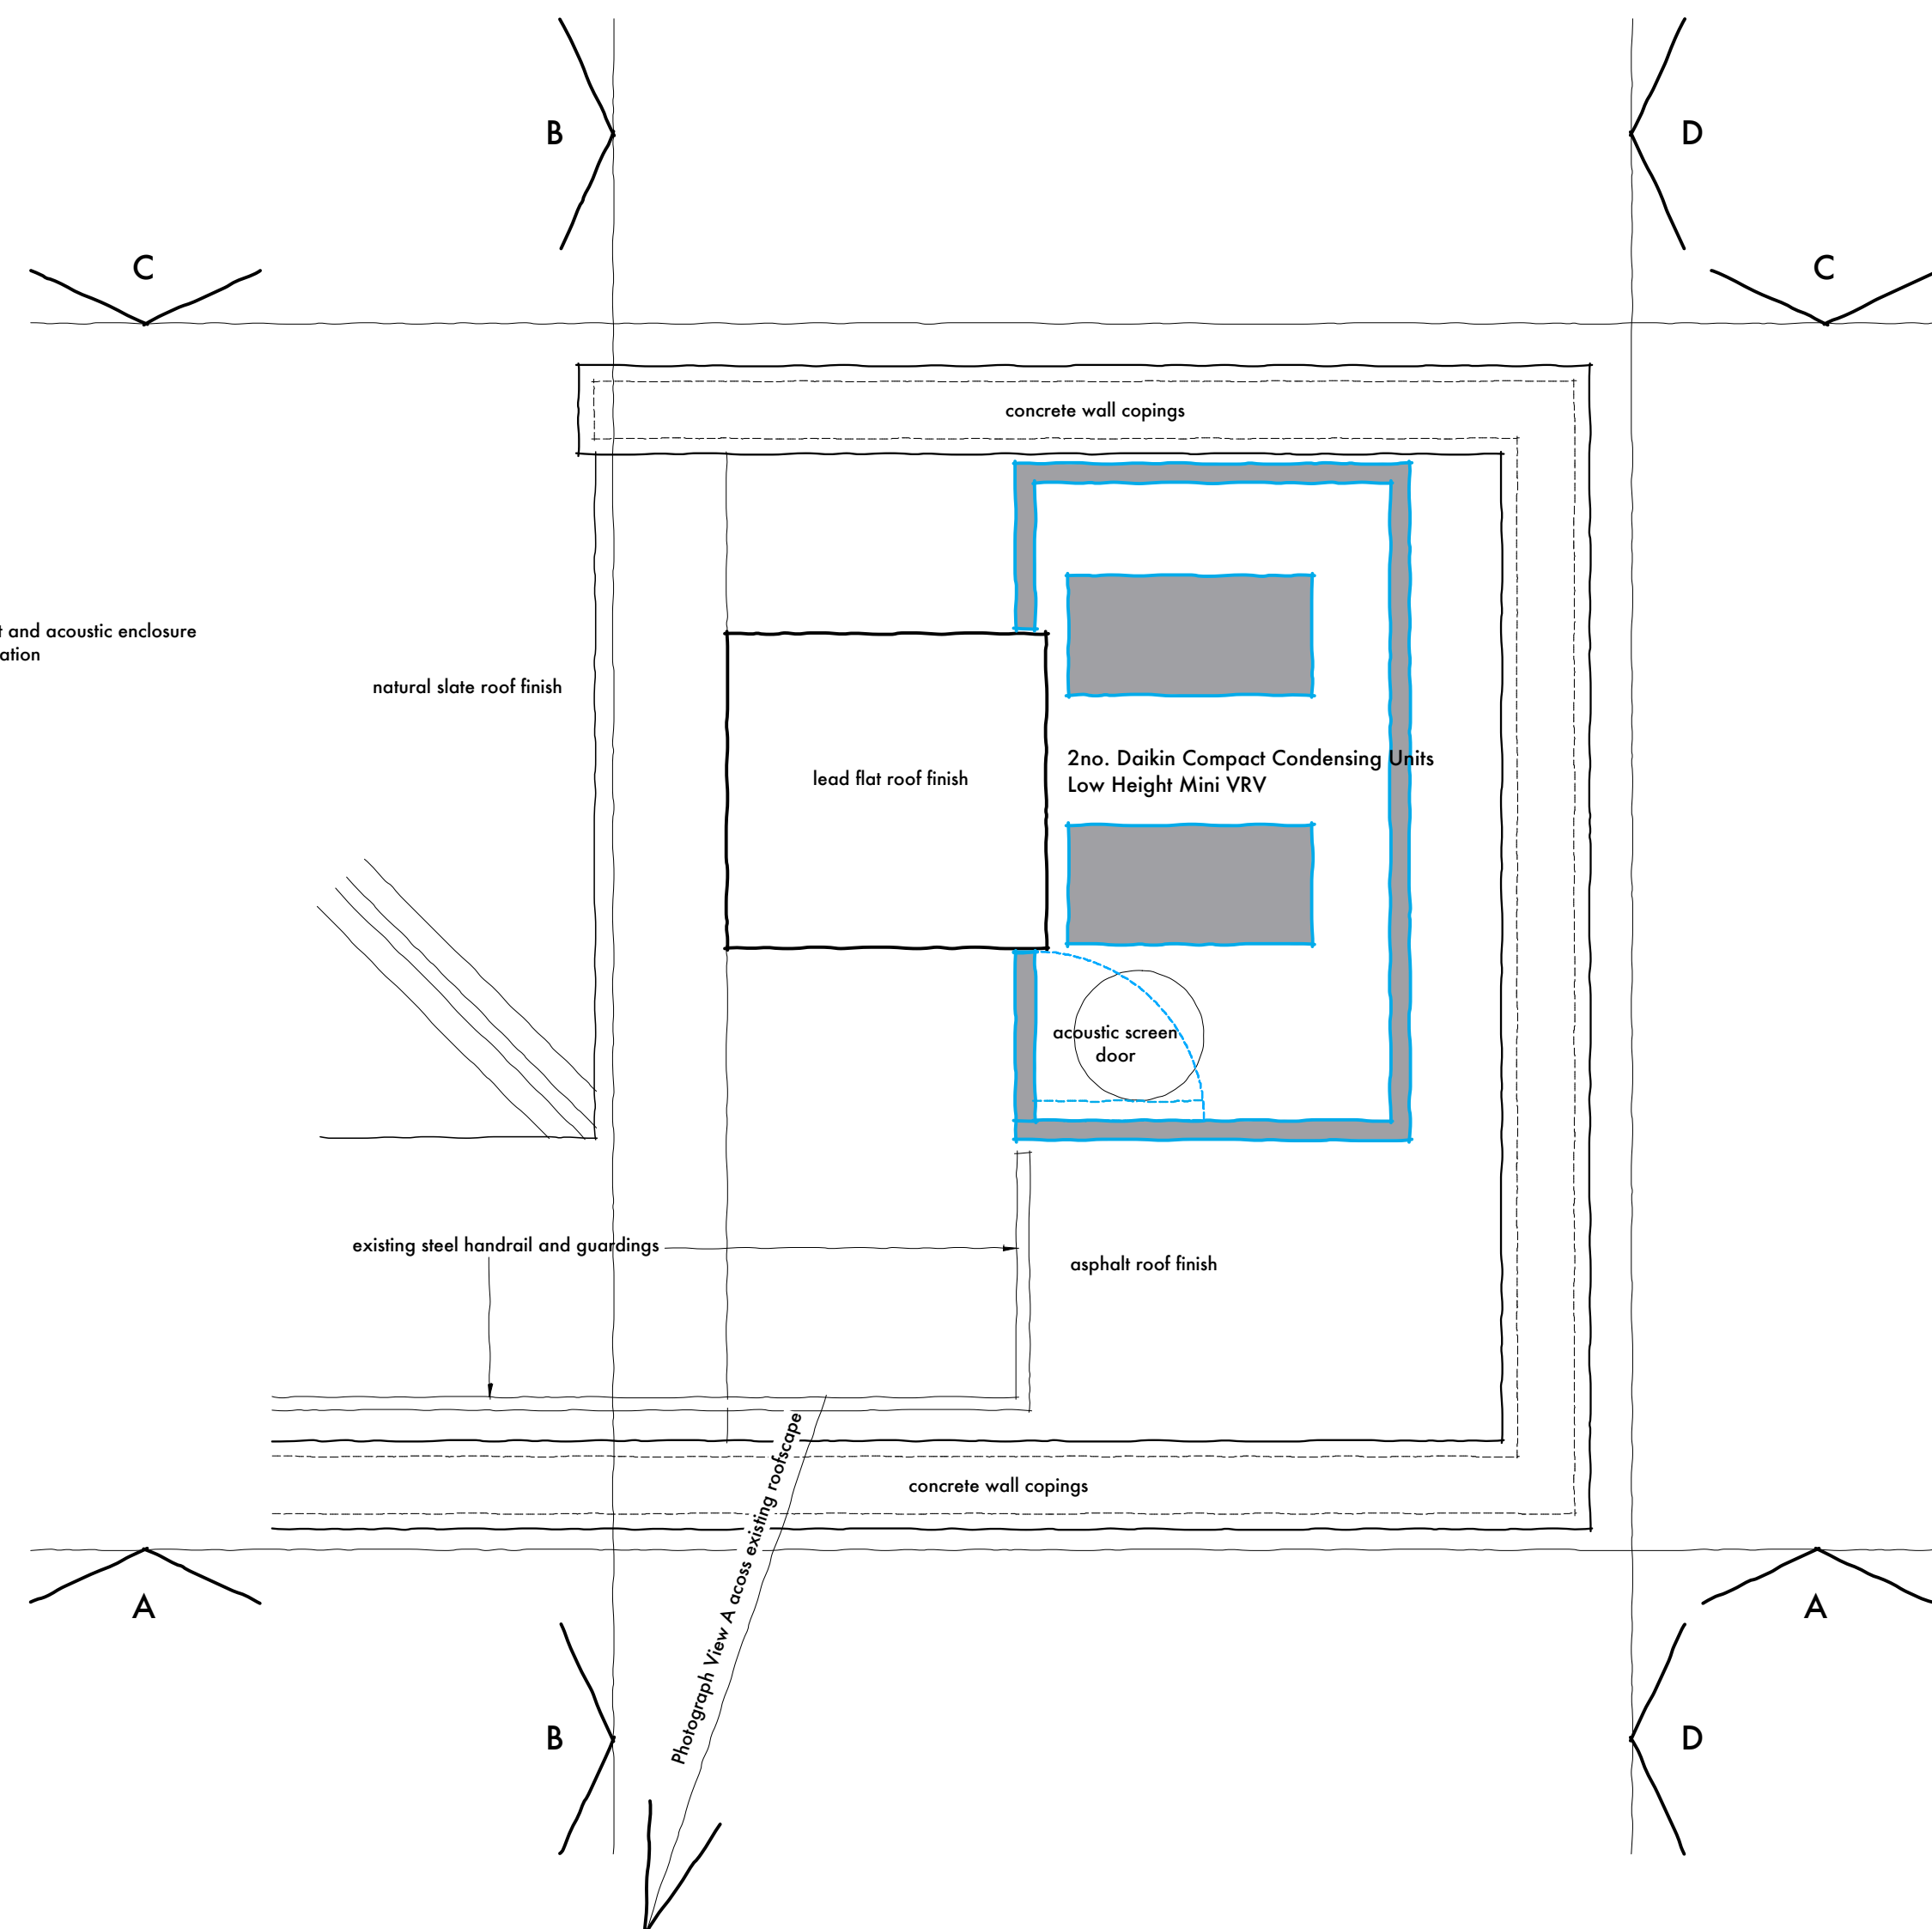 B
D
C
C
concrete wall copings
and acoustic enclosure
natural slate roof finish
2no. Daikin Compact Condensing Units
Low Height Mini VRV
lead flat roof finish
acoustic screen
door
existing steel handrail and guardings
asphalt roof finish
Photograph View A acoss existing roofscape
concrete wall copings
A
A
B
D